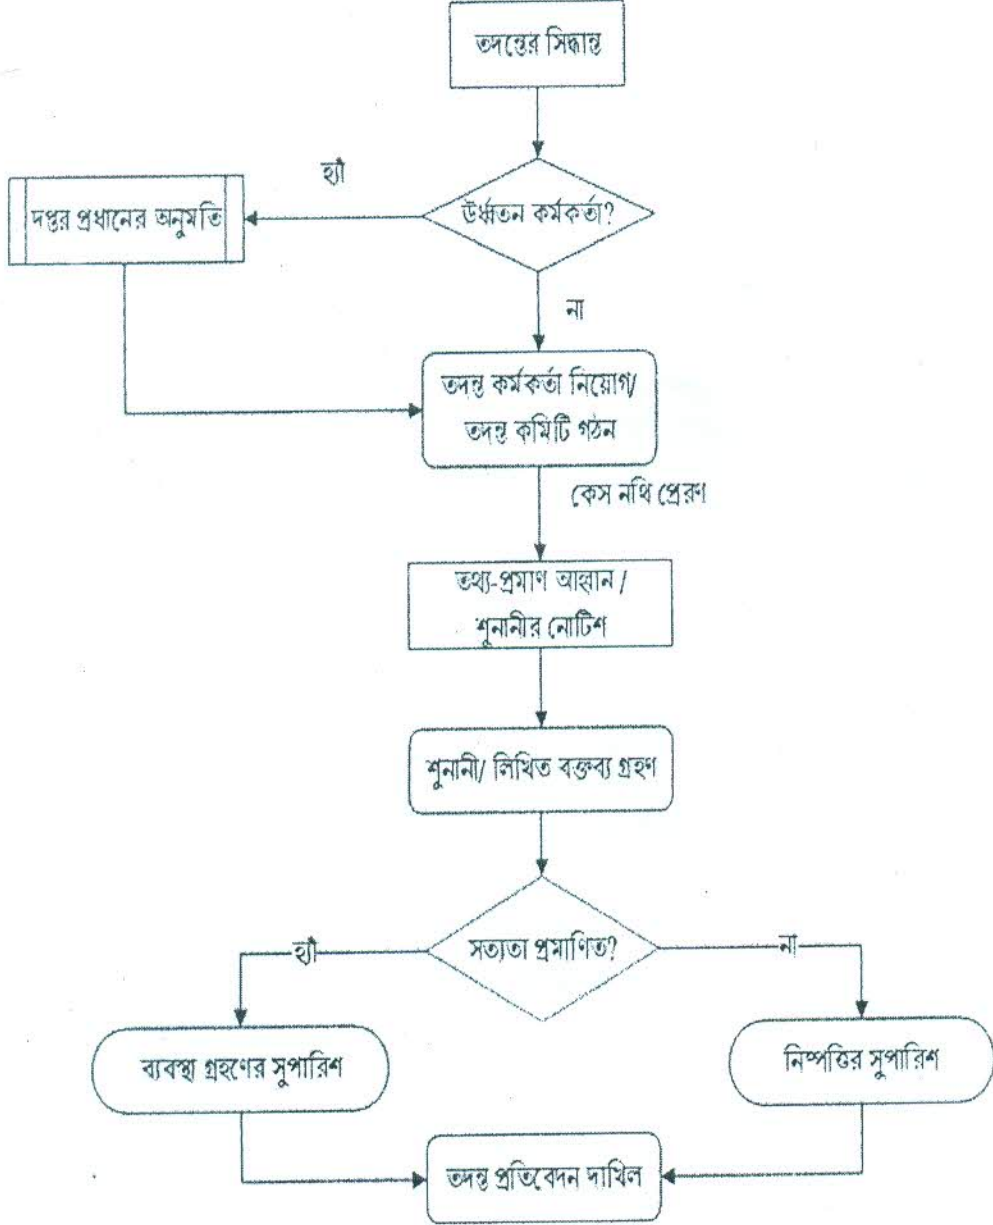 তদন্তের সিদ্ধান্ত
হ্যাঁ
দপ্তর প্রধানের অনুমতি
উর্ধ্বতন কর্মকর্তা?
না
তদন্ত কর্মকর্তা নিয়োগ/
তদন্ত কমিটি গঠন
কেস নথি প্রেরণ
তথ্য-প্রমাণ আহ্বান /
শুনানীর নোটিশ
শুনানী/ লিখিত বক্তব্য গ্রহণ
সত্যতা প্রমাণিত?
হ্যাঁ
না
ব্যবস্থা গ্রহণের সুপারিশ
নিষ্পত্তির সুপারিশ
তদন্ত প্রতিবেদন দাখিল